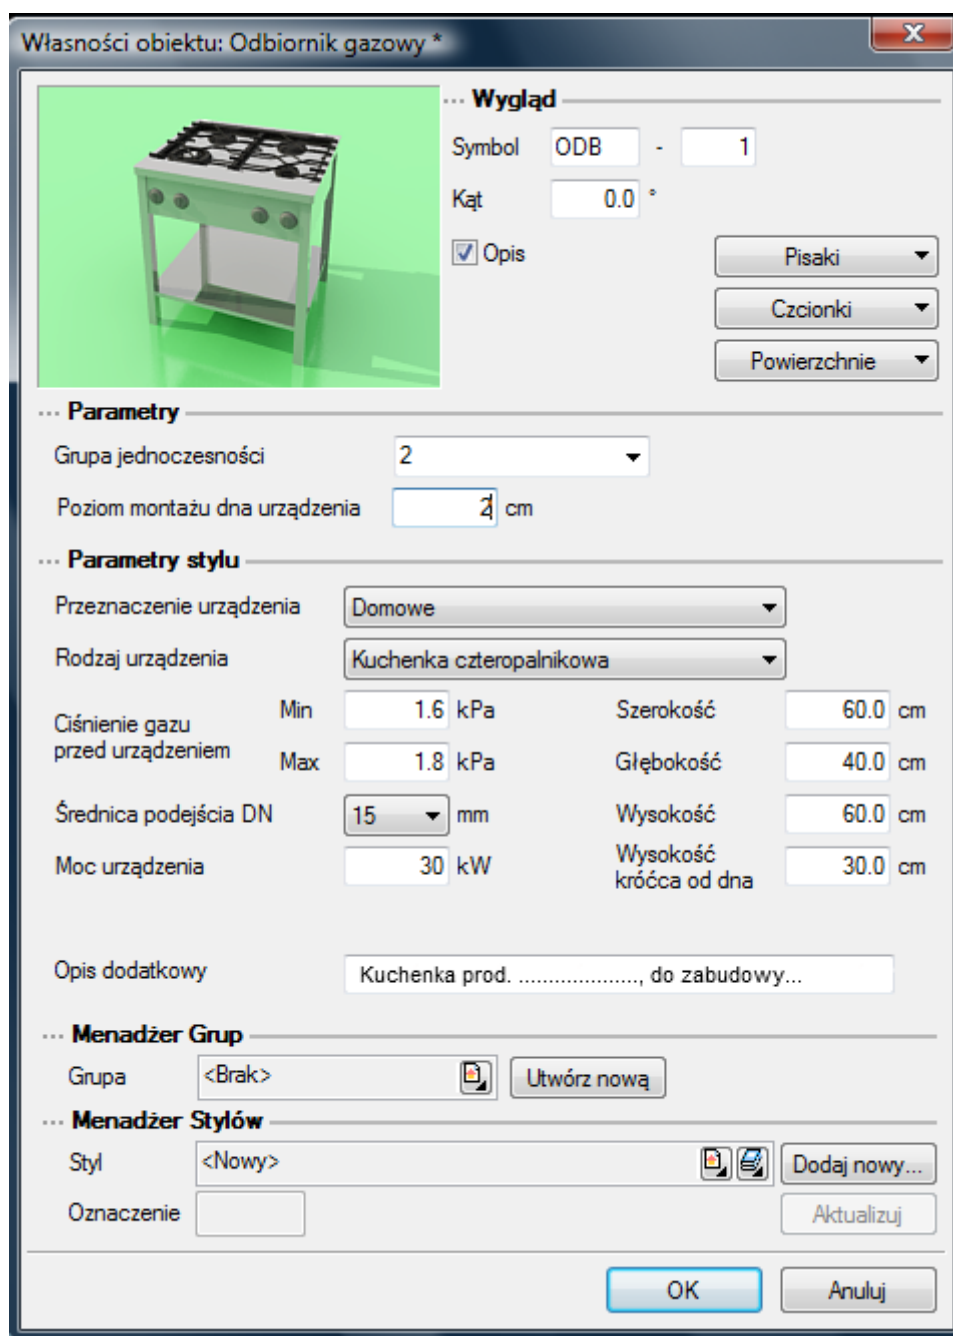 Własności obiektu: Odbiornik gazowy *
Wygląd
Symbol ODB - 1
Kąt 0.0 °
Opis
Pisaki
Czcionki
Powierzchnie
Parametry
Grupa jednoczesności 2
Poziom montażu dna urządzenia 2 cm
Parametry stylu
Przeznaczenie urządzenia Domowe
Rodzaj urządzenia Kuchenka czteropalnikowa
Ciśnienie gazu
przed urządzeniem
Min 1.6 kPa
Max 1.8 kPa
Szerokość 60.0 cm
Głębokość 40.0 cm
Średnica podejścia DN 15 mm
Wysokość 60.0 cm
Moc urządzenia 30 kW
Wysokość
króćca od dna 30.0 cm
Opis dodatkowy Kuchenka prod. ....................., do zabudowy...
Menadżer Grup
Grupa <Brak> Utwórz nową
Menadżer Stylów
Styl <Nowy> Dodaj nowy...
Oznaczenie Aktualizuj
OK Anuluj